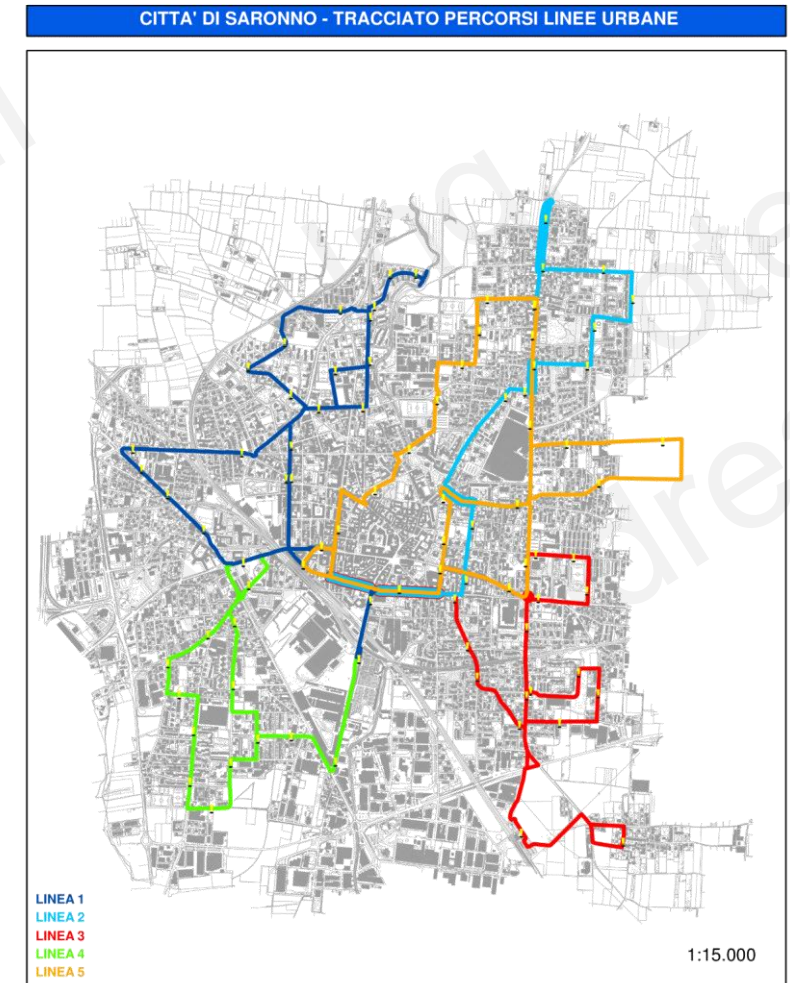 CITTA' DI SARONNO - TRACCIATO PERCORSI LINEE URBANE
LINEA 1
LINEA 2
LINEA 3
LINEA 4
LINEA 5
1:15.000